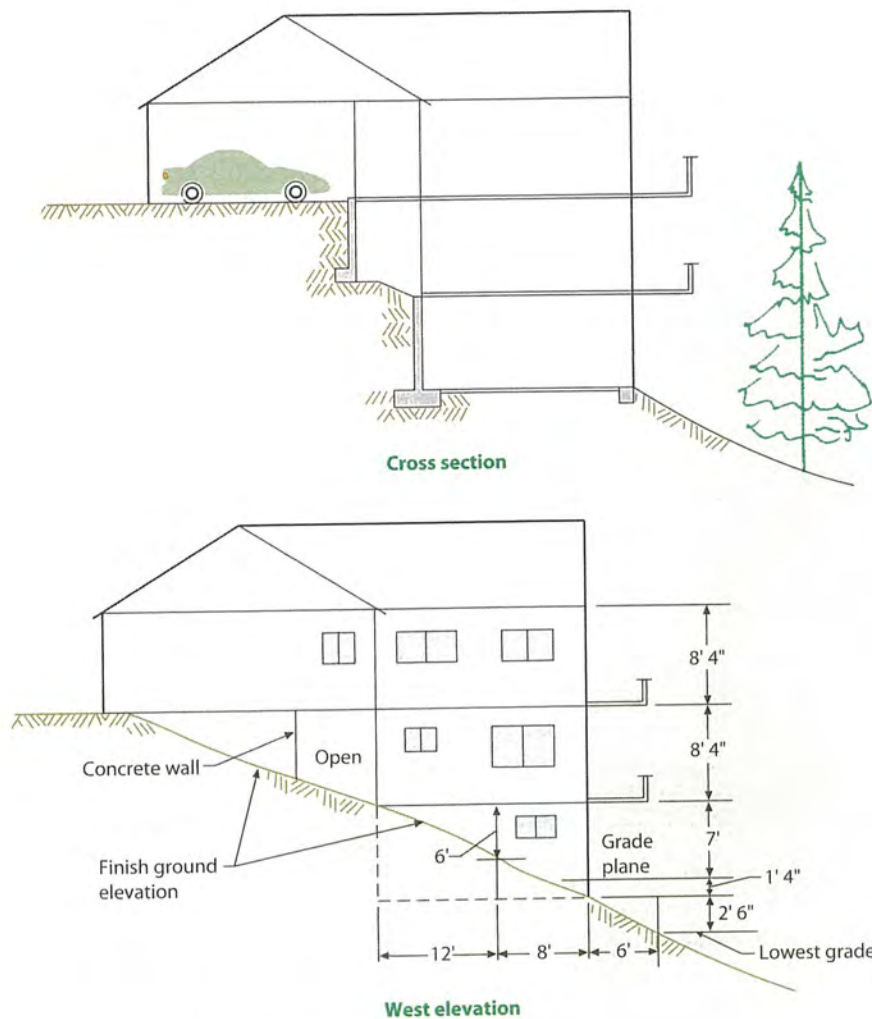 Cross section
8' 4"
8' 4"
Concrete wall
Open
Finish ground
elevation
6'
Grade
plane
7'
1' 4"
2' 6"
12'
8'
6'
Lowest grade
West elevation